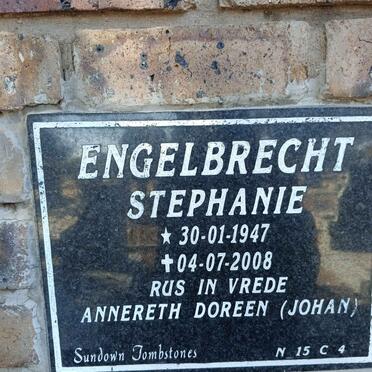 ENGELBRECHT
STEPHANIE
★ 30-01-1947
✝ 04-07-2008
RUS IN VREDE
ANNERETH DOREEN (JOHAN)
Sundown Tombstones N 15 C 4